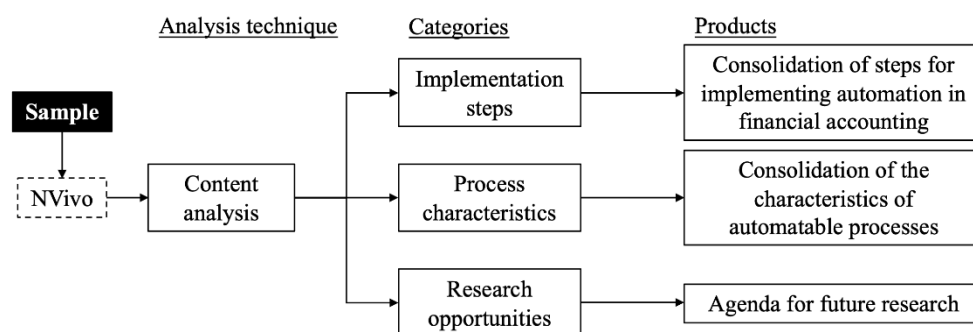 Analysis technique
Categories
Products
Sample
NVivo
Content
analysis
Implementation
steps
Consolidation of steps for
implementing automation in
financial accounting
Process
characteristics
Consolidation of the
characteristics of
automatable processes
Research
opportunities
Agenda for future research